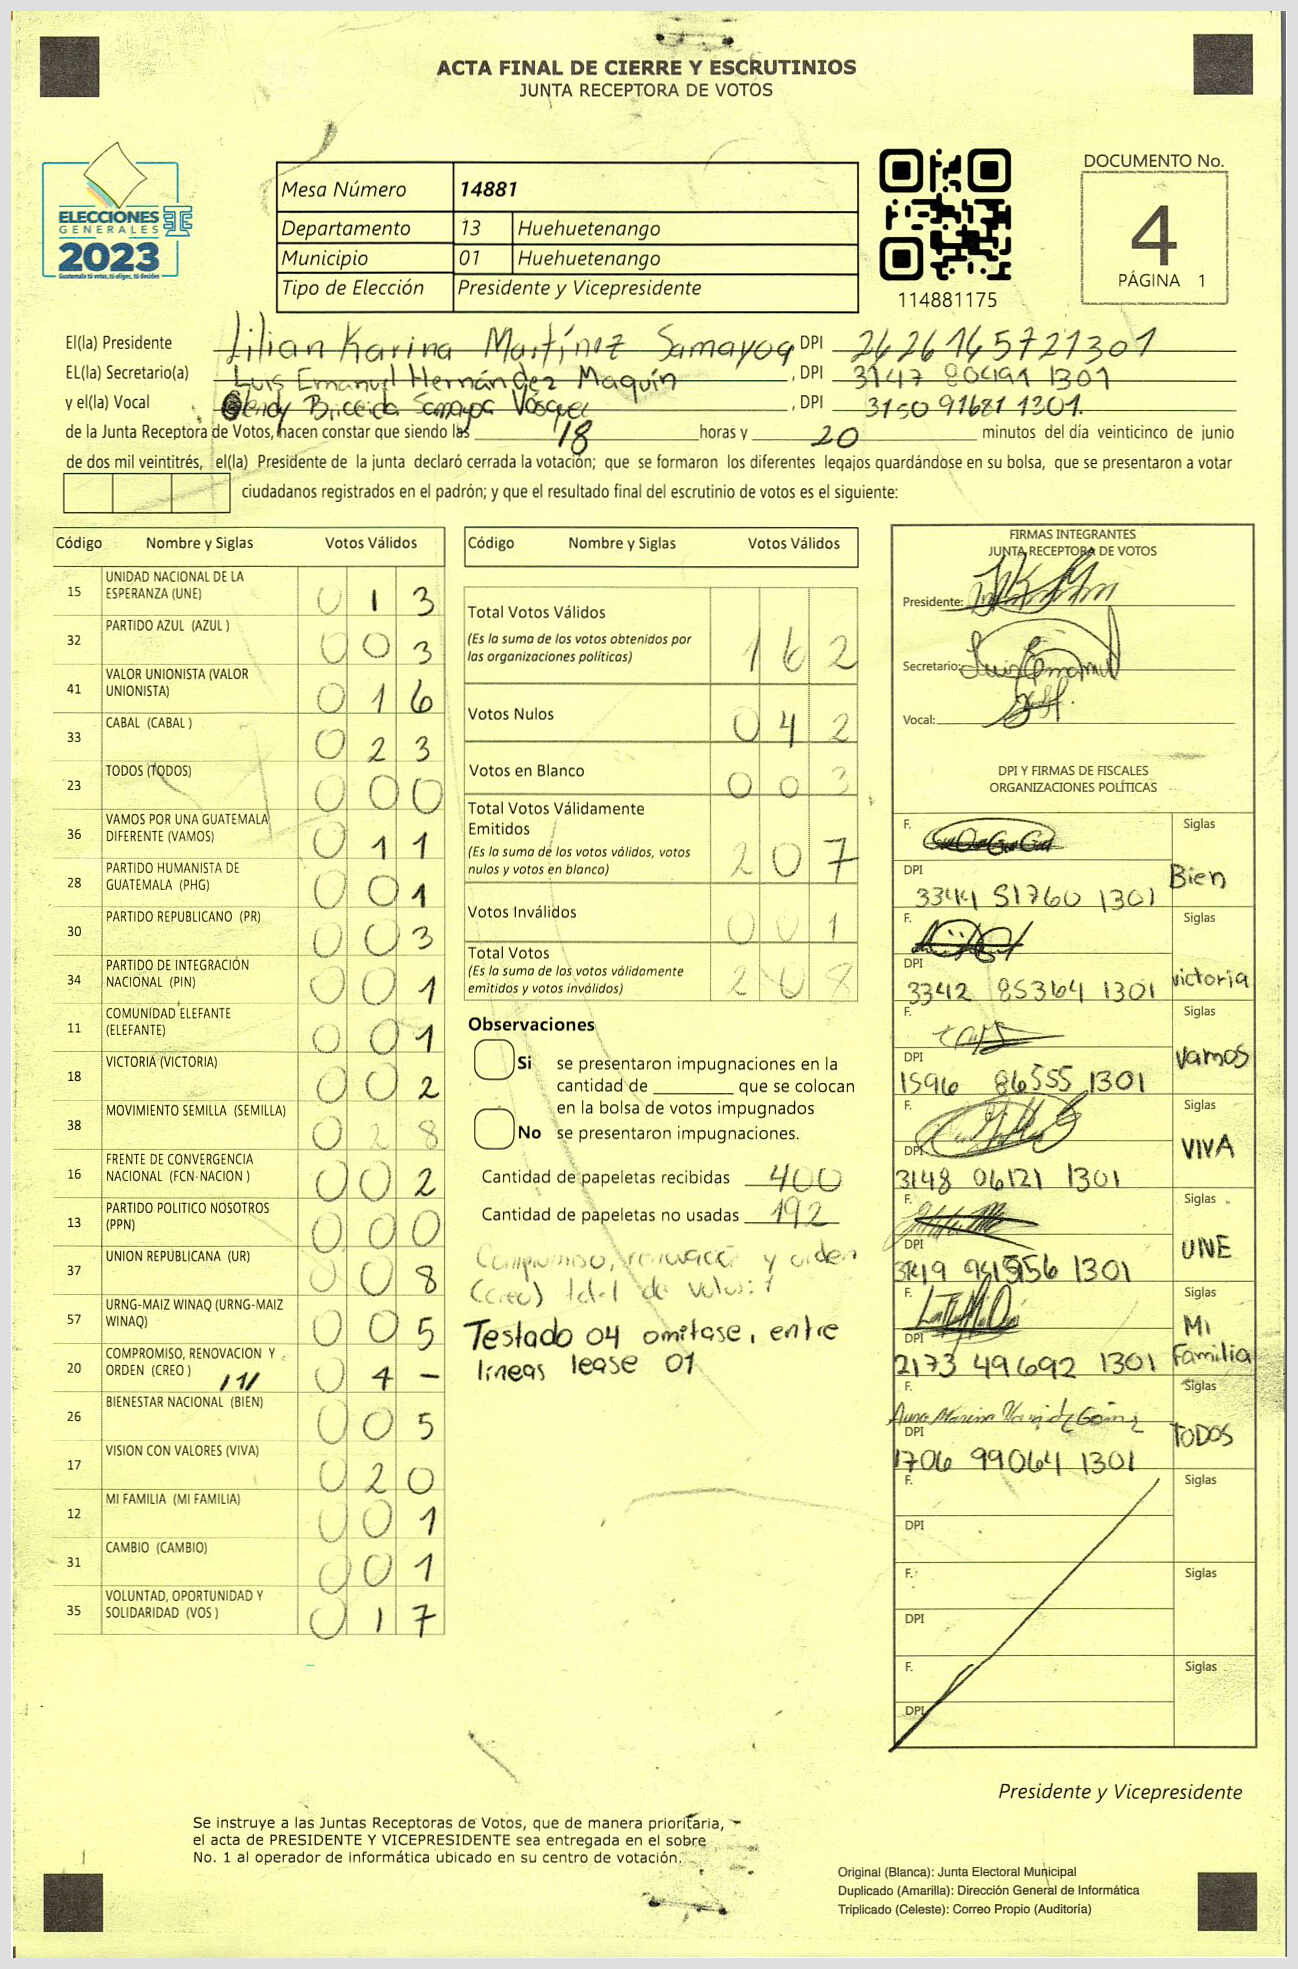 ACTA FINAL DE CIERRE Y ESCRUTINIOS
JUNTA RECEPTORA DE VOTOS
ELECCIONES
GENERALES
2023
Guatemala tú votas, tú eliges, tú decides
Mesa Número 14881
Departamento 13 Huehuetenango
Municipio 01 Huehuetenango
Tipo de Elección Presidente y Vicepresidente
114881175
DOCUMENTO No.
4
PÁGINA 1
El(la) Presidente Lilian Karina Martínez Samayoa DPI 2626165721301
EL(la) Secretario(a) Luis Emanuel Hernández Maquín , DPI 3147 80491 1301
y el(la) Vocal Briceida Samayoa Vásquez , DPI 3150 91681 1301.
de la Junta Receptora de Votos, hacen constar que siendo las 18 horas y 20 minutos del día veinticinco de junio
de dos mil veintitrés, el(la) Presidente de la junta declaró cerrada la votación; que se formaron los diferentes legajos guardándose en su bolsa, que se presentaron a votar
ciudadanos registrados en el padrón; y que el resultado final del escrutinio de votos es el siguiente:
Código Nombre y Siglas Votos Válidos
15 UNIDAD NACIONAL DE LA ESPERANZA (UNE) 0 1 3
32 PARTIDO AZUL (AZUL ) 0 0 3
41 VALOR UNIONISTA (VALOR UNIONISTA) 0 1 6
33 CABAL (CABAL ) 0 2 3
23 TODOS (TODOS) 0 0 0
36 VAMOS POR UNA GUATEMALA DIFERENTE (VAMOS) 0 1 1
28 PARTIDO HUMANISTA DE GUATEMALA (PHG) 0 0 1
30 PARTIDO REPUBLICANO (PR) 0 0 3
34 PARTIDO DE INTEGRACIÓN NACIONAL (PIN) 0 0 1
11 COMUNIDAD ELEFANTE (ELEFANTE) 0 0 1
18 VICTORIA (VICTORIA) 0 0 2
38 MOVIMIENTO SEMILLA (SEMILLA) 0 2 8
16 FRENTE DE CONVERGENCIA NACIONAL (FCN-NACION ) 0 0 2
13 PARTIDO POLITICO NOSOTROS (PPN) 0 0 0
37 UNION REPUBLICANA (UR) 0 0 8
57 URNG-MAIZ WINAQ (URNG-MAIZ WINAQ) 0 0 5
20 COMPROMISO, RENOVACION Y ORDEN (CREO ) 0 4 -
26 BIENESTAR NACIONAL (BIEN) 0 0 5
17 VISION CON VALORES (VIVA) 0 2 0
12 MI FAMILIA (MI FAMILIA) 0 0 1
31 CAMBIO (CAMBIO) 0 0 1
35 VOLUNTAD, OPORTUNIDAD Y SOLIDARIDAD (VOS ) 0 1 7
Código Nombre y Siglas Votos Válidos
Total Votos Válidos 1 6 2
(Es la suma de los votos obtenidos por
las organizaciones políticas)
Votos Nulos 0 4 2
Votos en Blanco 0 0 3
Total Votos Válidamente
Emitidos
(Es la suma de los votos válidos, votos
nulos y votos en blanco) 2 0 7
Votos Inválidos 0 0 1
Total Votos
(Es la suma de los votos válidamente
emitidos y votos inválidos) 2 0 8
Observaciones
Si se presentaron impugnaciones en la
cantidad de ________ que se colocan
en la bolsa de votos impugnados
No se presentaron impugnaciones.
Cantidad de papeletas recibidas 400
Cantidad de papeletas no usadas 192
Compromiso, renovación y orden
(creo) total de votos: 1
Testado 04 omitase, entre
lineas lease 01
FIRMAS INTEGRANTES
JUNTA RECEPTORA DE VOTOS
Presidente:
Secretario: Luis Emanuel
Vocal:
DPI Y FIRMAS DE FISCALES
ORGANIZACIONES POLÍTICAS
F. Siglas
DPI 3344 51760 1301 Bien
F. Siglas
DPI 3342 85364 1301 victoria
F. Siglas
DPI 1596 86555 1301 vamos
F. Siglas
DPI 3148 06121 1301 VIVA
F. Siglas
DPI 1301 UNE
F. Siglas
DPI 2173 49692 1301 Mi Familia
F. Siglas
DPI 1706 99064 1301 TODOS
F. Siglas
DPI
F. Siglas
DPI
F. Siglas
DPI
Presidente y Vicepresidente
Se instruye a las Juntas Receptoras de Votos, que de manera prioritaria,
el acta de PRESIDENTE Y VICEPRESIDENTE sea entregada en el sobre
No. 1 al operador de informática ubicado en su centro de votación.
Original (Blanca): Junta Electoral Municipal
Duplicado (Amarilla): Dirección General de Informática
Triplicado (Celeste): Correo Propio (Auditoría)